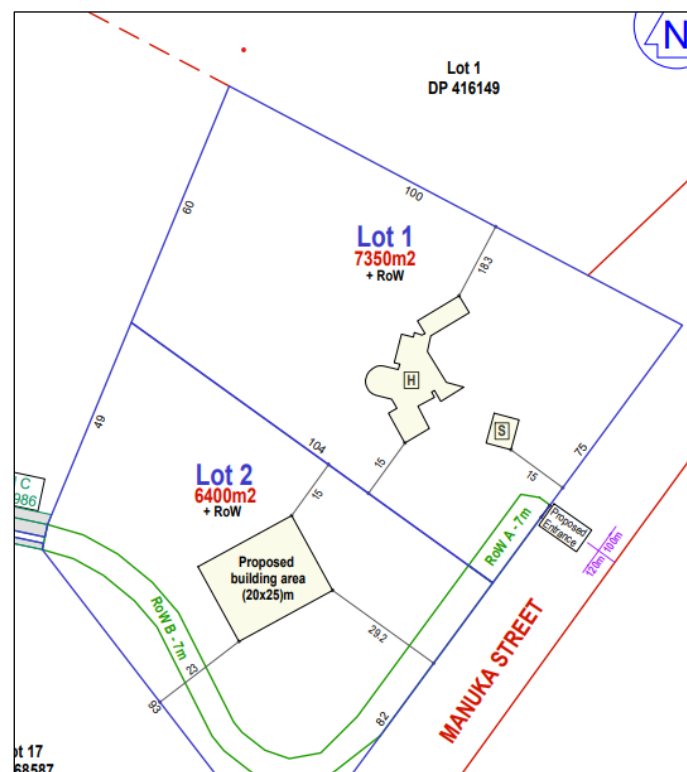 N
Lot 1
DP 416149
60
100
Lot 1
7350m2
+ RoW
18.3
H
S
75
15
15
49
104
Lot 2
6400m2
+ RoW
15
C
986
Proposed
Entrance
100m
120m
RoW A - 7m
Proposed
building area
(20x25)m
29.2
RoW B - 7m
23
93
82
MANUKA STREET
ot 17
68587